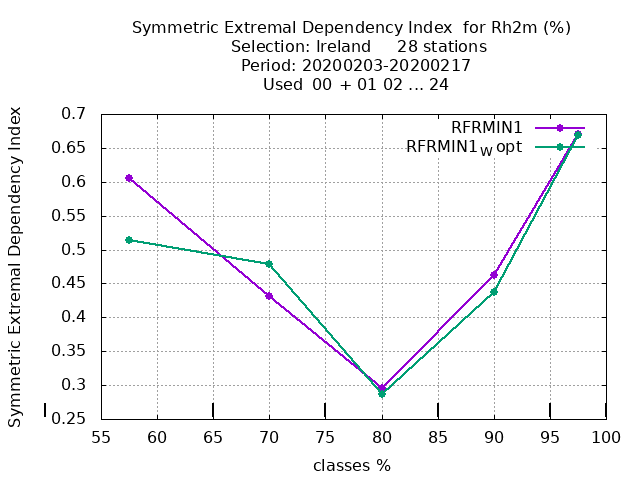 Symmetric Extremal Dependency Index  for Rh2m (%)
Selection: Ireland     28 stations
Period: 20200203-20200217
Used  00 + 01 02 ... 24
RFRMIN1
RFRMIN1W opt
Symmetric Extremal Dependency Index
0.7
0.65
0.6
0.55
0.5
0.45
0.4
0.35
0.3
0.25
55 60 65 70 75 80 85 90 95 100
classes %